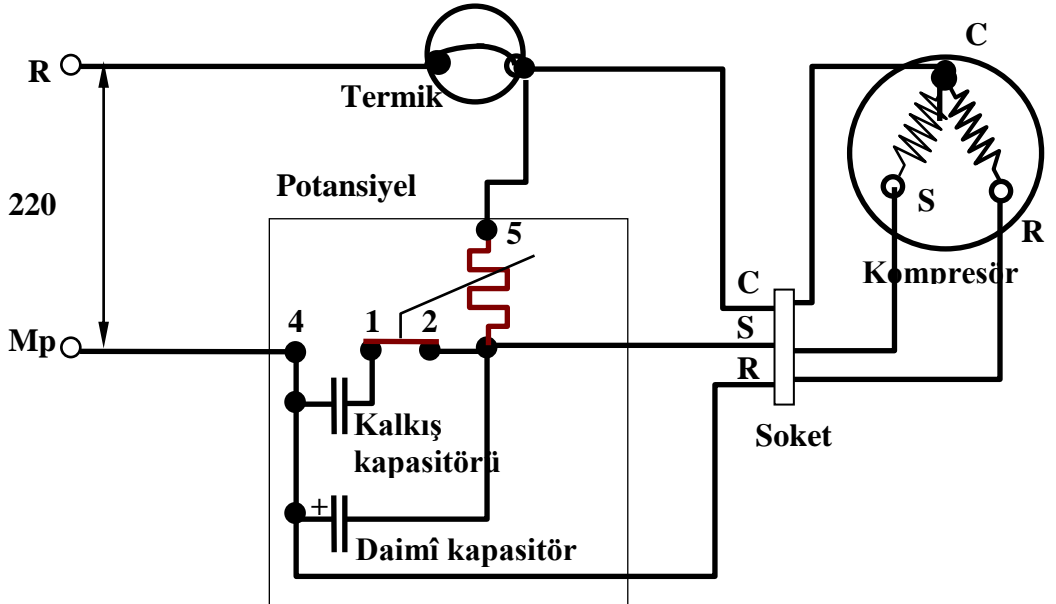 C
R
Termik
Potansiyel
220
5
S
R
Kompresör
C
4
1
2
S
Mp
R
Kalkış
kapasitörü
Soket
+
Daimî kapasitör